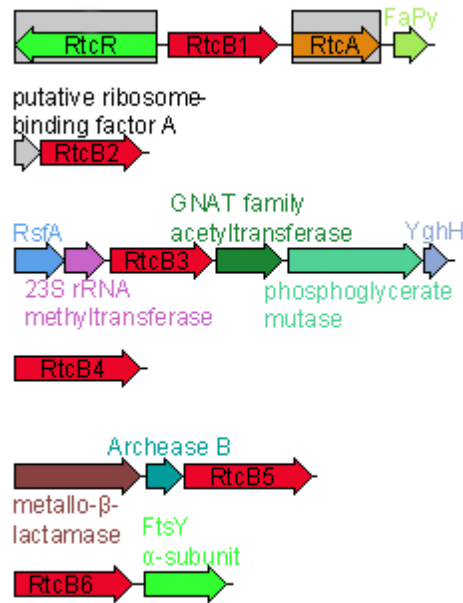 FaPy
RtcR RtcB1 RtcA
putative ribosome-
binding factor A
RtcB2
GNAT family
RsfA acetyltransferase YghH
RtcB3
23S rRNA phosphoglycerate
methyltransferase mutase
RtcB4
Archease B
RtcB5
metallo-β-
lactamase FtsY
α-subunit
RtcB6